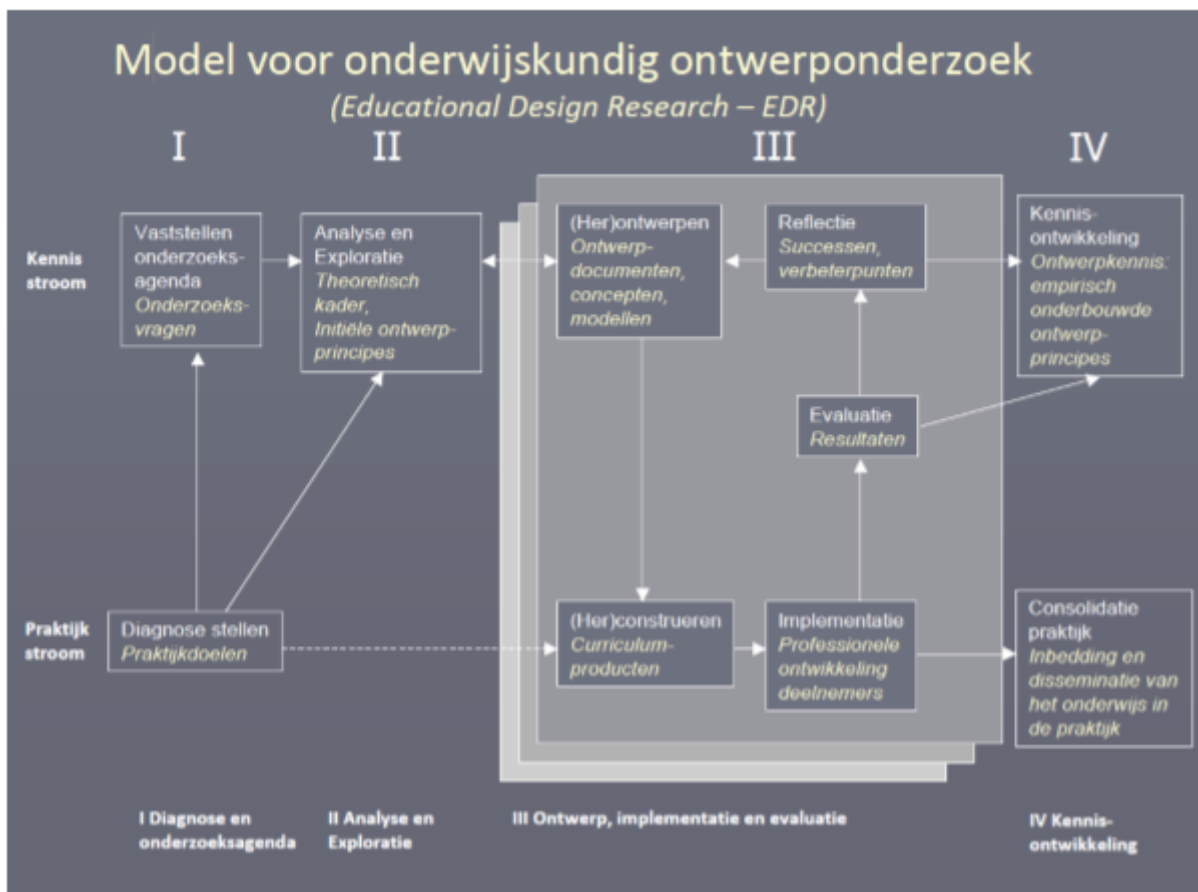 Model voor onderwijskundig ontwerponderzoek
(Educational Design Research – EDR)
I
II
III
IV
Kennis
stroom
Vaststellen
onderzoeks-
agenda
Onderzoeks-
vragen
Analyse en
Exploratie
Theoretisch
kader,
Initiële ontwerp-
principes
(Her)ontwerpen
Ontwerp-
documenten,
concepten,
modellen
Reflectie
Successen,
verbeterpunten
Kennis-
ontwikkeling
Ontwerpkennis:
empirisch
onderbouwde
ontwerp-
principes
Evaluatie
Resultaten
Praktijk
stroom
Diagnose stellen
Praktijkdoelen
(Her)construeren
Curriculum-
producten
Implementatie
Professionele
ontwikkeling
deelnemers
Consolidatie
praktijk
Inbedding en
disseminatie van
het onderwijs in
de praktijk
I Diagnose en
onderzoeksagenda
II Analyse en
Exploratie
III Ontwerp, implementatie en evaluatie
IV Kennis-
ontwikkeling